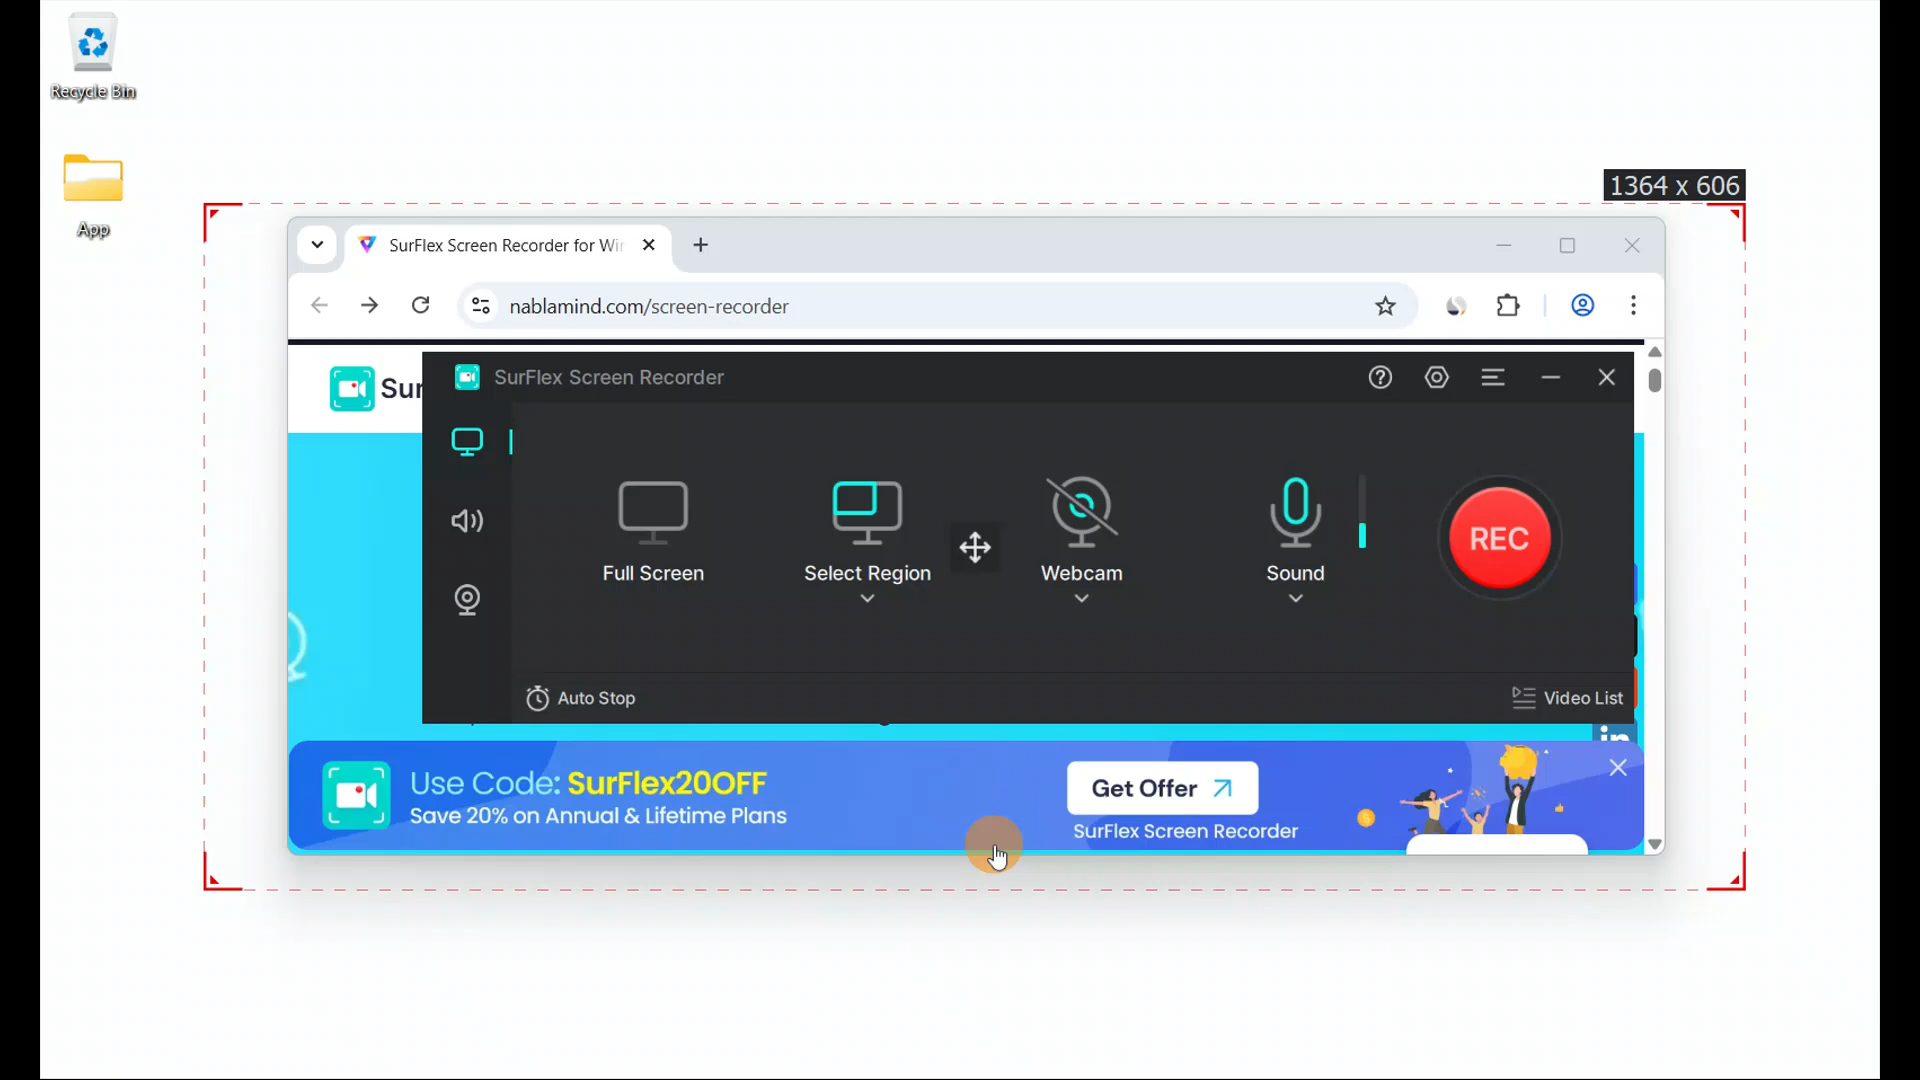 Recycle Bin
App
1364 x 606
SurFlex Screen Recorder for Wi
nablamind.com/screen-recorder
Sur
SurFlex Screen Recorder
Full Screen
Select Region
Webcam
Sound
REC
Auto Stop
Video List
in
Use Code: SurFlex20OFF
Save 20% on Annual & Lifetime Plans
Get Offer
SurFlex Screen Recorder